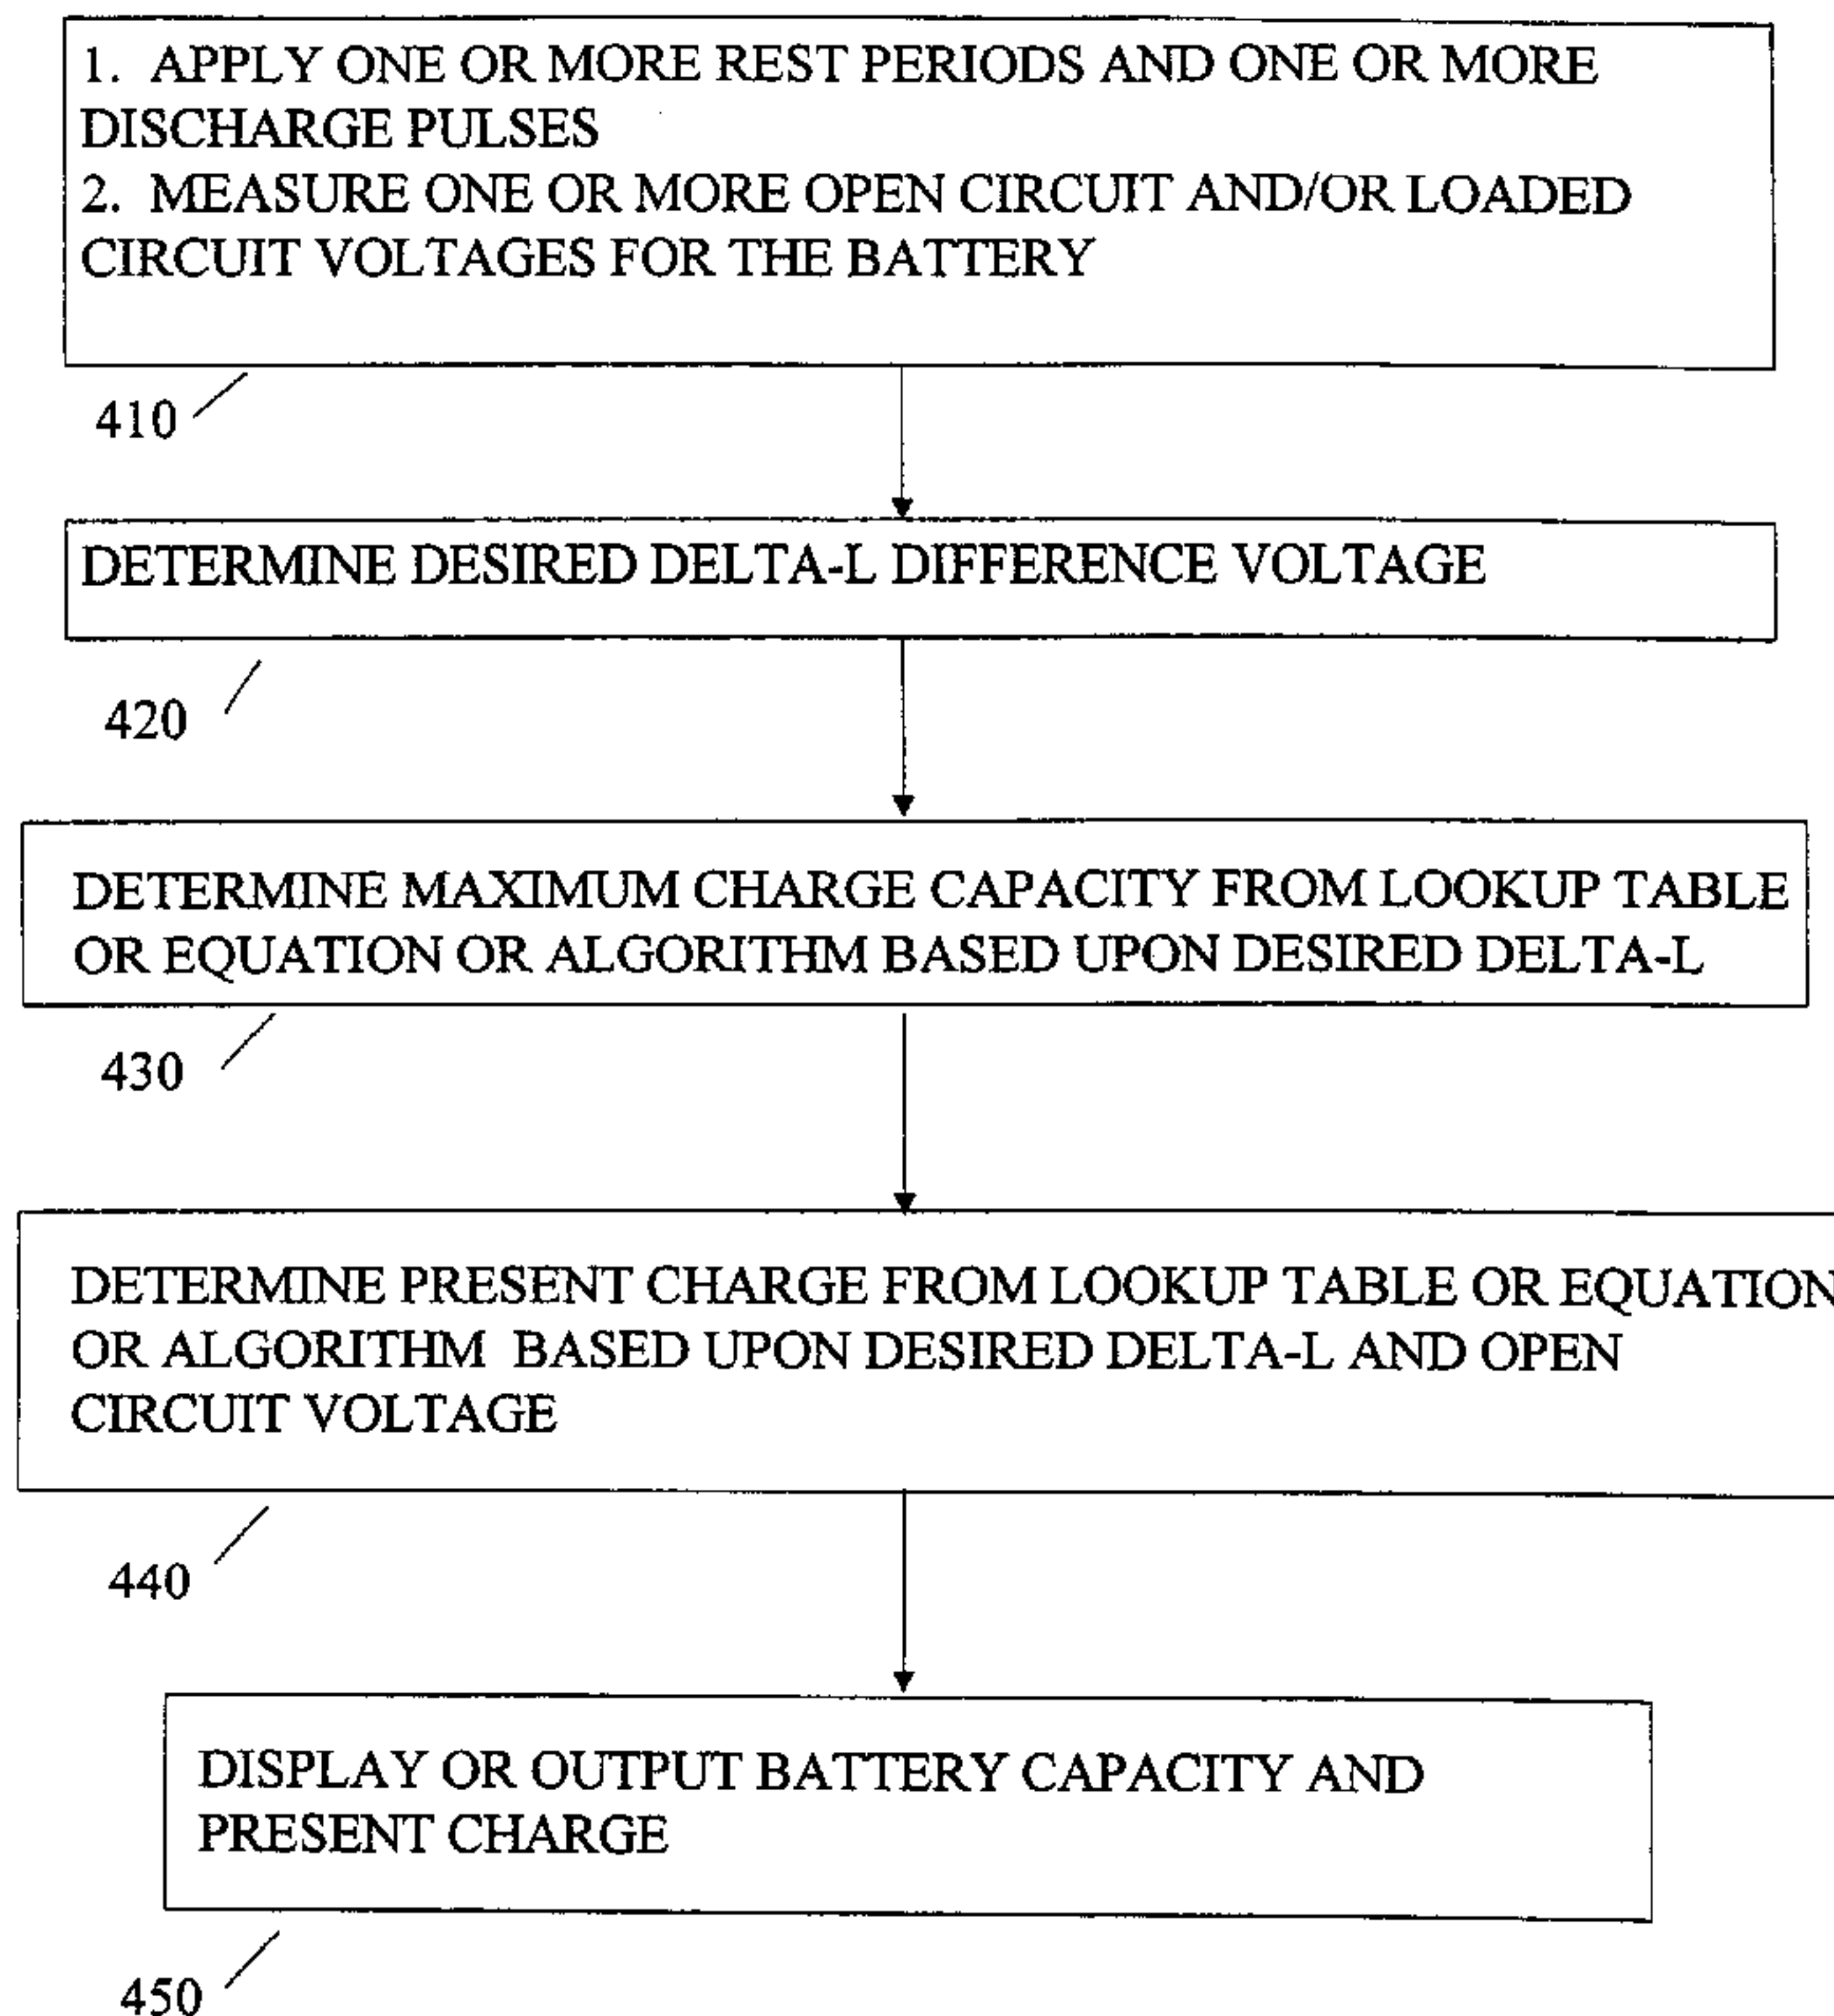 1. APPLY ONE OR MORE REST PERIODS AND ONE OR MORE
DISCHARGE PULSES
2. MEASURE ONE OR MORE OPEN CIRCUIT AND/OR LOADED
CIRCUIT VOLTAGES FOR THE BATTERY
410
DETERMINE DESIRED DELTA-L DIFFERENCE VOLTAGE
420
DETERMINE MAXIMUM CHARGE CAPACITY FROM LOOKUP TABLE
OR EQUATION OR ALGORITHM BASED UPON DESIRED DELTA-L
430
DETERMINE PRESENT CHARGE FROM LOOKUP TABLE OR EQUATION
OR ALGORITHM BASED UPON DESIRED DELTA-L AND OPEN
CIRCUIT VOLTAGE
440
DISPLAY OR OUTPUT BATTERY CAPACITY AND
PRESENT CHARGE
450